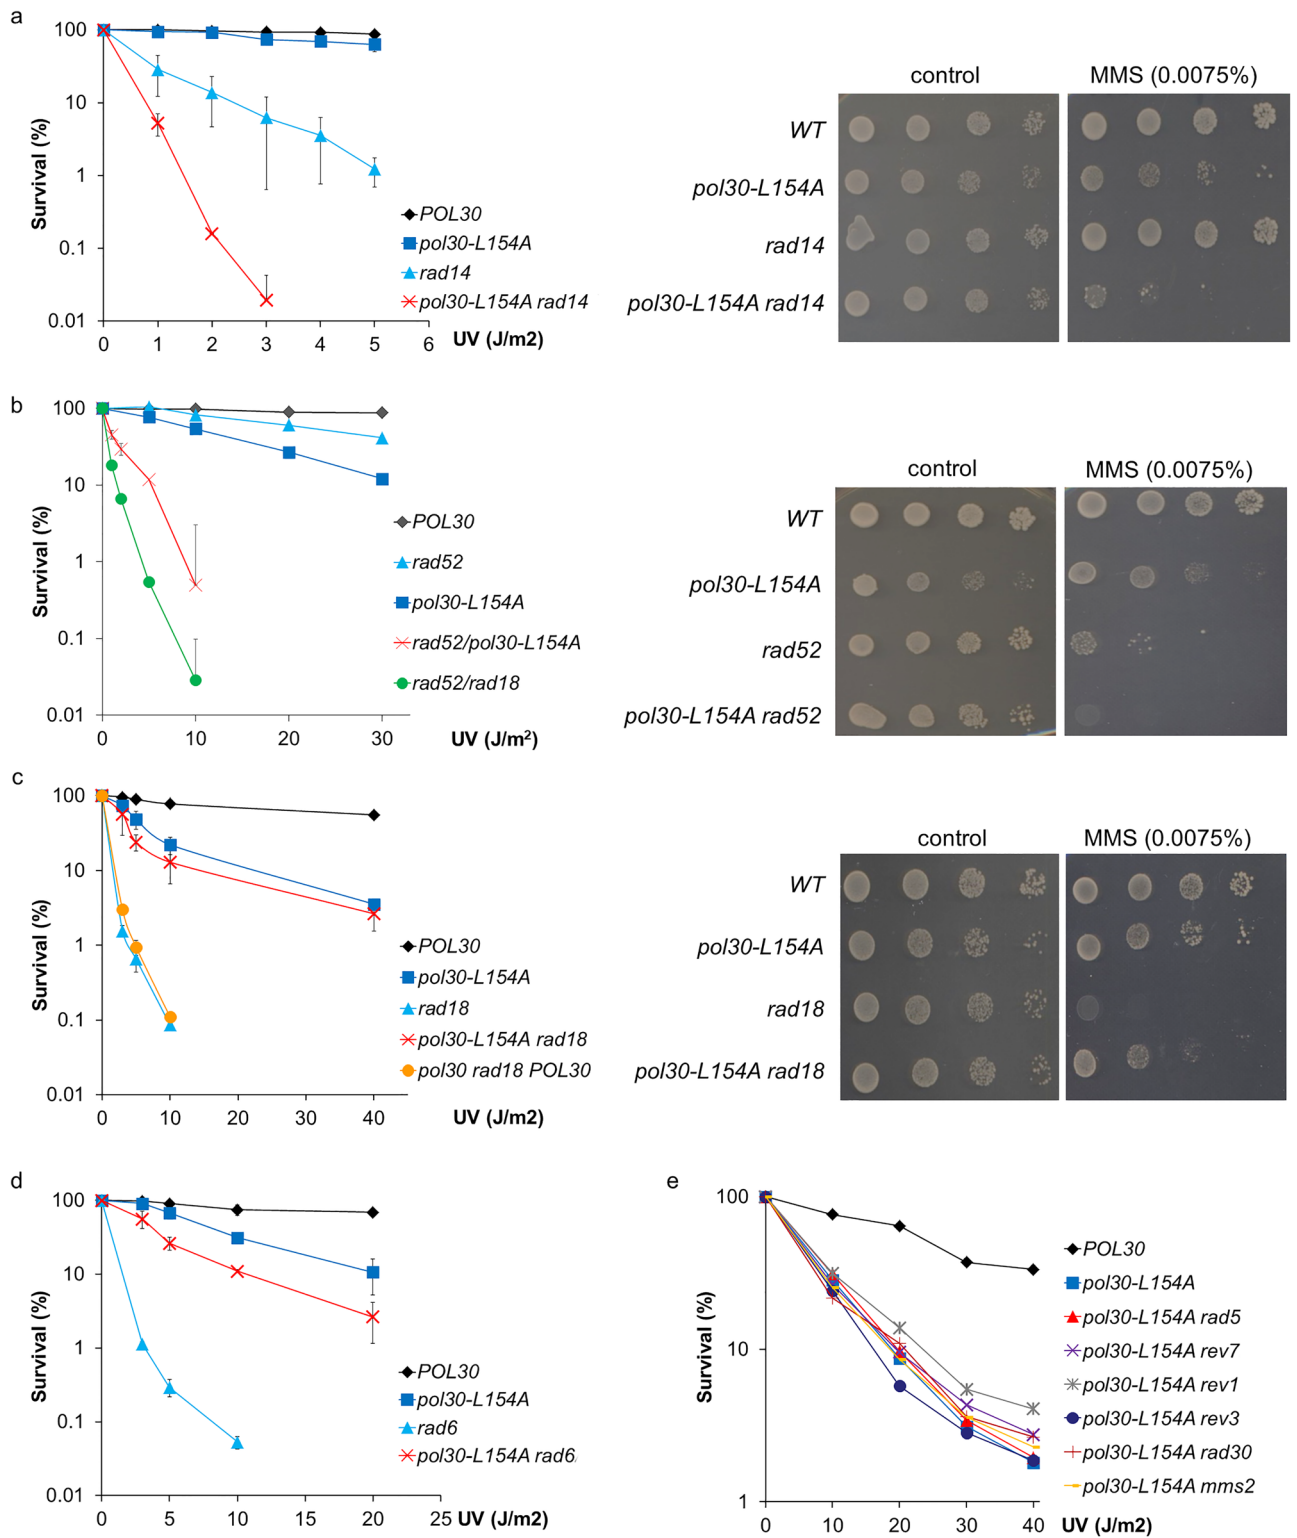 a
100
10
1
0.1
0.01
Survival (%)
0 1 2 3 4 5 6
UV (J/m2)
POL30
pol30-L154A
rad14
pol30-L154A rad14
control
MMS (0.0075%)
WT
pol30-L154A
rad14
pol30-L154A rad14
b
100
10
1
0.1
0.01
Survival (%)
0 10 20 30
UV (J/m²)
POL30
rad52
pol30-L154A
rad52/pol30-L154A
rad52/rad18
control
MMS (0.0075%)
WT
pol30-L154A
rad52
pol30-L154A rad52
c
100
10
1
0.1
0.01
Survival (%)
0 10 20 30 40
UV (J/m2)
POL30
pol30-L154A
rad18
pol30-L154A rad18
pol30 rad18 POL30
control
MMS (0.0075%)
WT
pol30-L154A
rad18
pol30-L154A rad18
d
100
10
1
0.1
0.01
Survival (%)
0 5 10 15 20 25
UV (J/m2)
POL30
pol30-L154A
rad6
pol30-L154A rad6
e
100
10
1
Survival (%)
0 10 20 30 40
UV (J/m2)
POL30
pol30-L154A
pol30-L154A rad5
pol30-L154A rev7
pol30-L154A rev1
pol30-L154A rev3
pol30-L154A rad30
pol30-L154A mms2